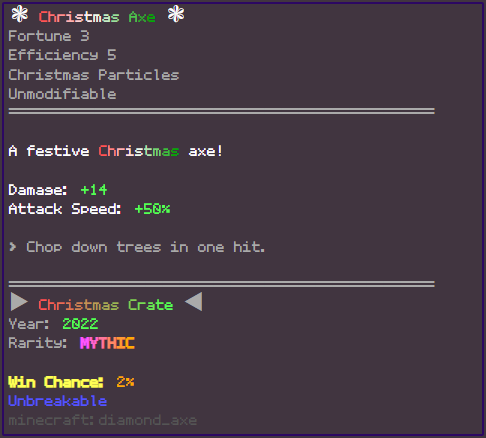 ❃ Christmas Axe ❃
Fortune 3
Efficiency 5
Christmas Particles
Unmodifiable
A festive Christmas axe!
Damage: +14
Attack Speed: +50%
> Chop down trees in one hit.
▶ Christmas Crate ◀
Year: 2022
Rarity: MYTHIC
Win Chance: 2%
Unbreakable
minecraft:diamond_axe